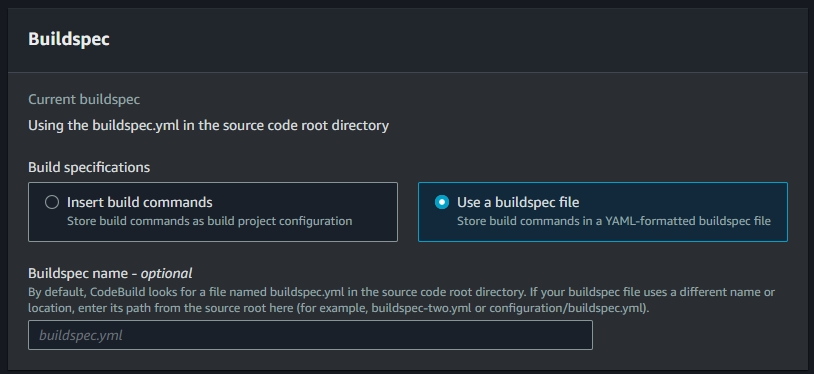 Buildspec
Current buildspec
Using the buildspec.yml in the source code root directory
Build specifications
Insert build commands
Store build commands as build project configuration
Use a buildspec file
Store build commands in a YAML-formatted buildspec file
Buildspec name - optional
By default, CodeBuild looks for a file named buildspec.yml in the source code root directory. If your buildspec file uses a different name or
location, enter its path from the source root here (for example, buildspec-two.yml or configuration/buildspec.yml).
buildspec.yml